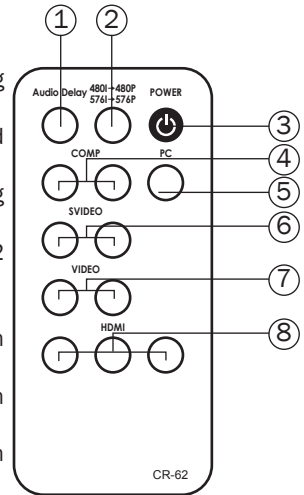 ① ②
g
Audio Delay 480I→480P POWER
576I→576P
d
③
COMP PC
④
g
⑤
SVIDEO
⑥
2
VIDEO
⑦
n
HDMI
⑧
n
n
CR-62